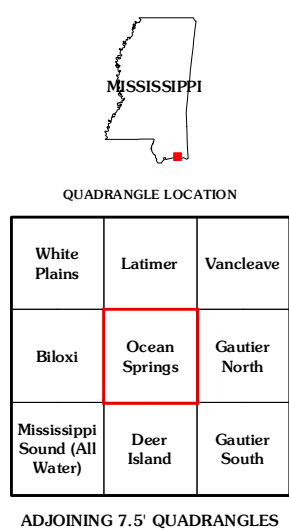 MISSISSIPPI
QUADRANGLE LOCATION
White
Plains
Latimer
Vancleave
Biloxi
Ocean
Springs
Gautier
North
Mississippi
Sound (All
Water)
Deer
Island
Gautier
South
ADJOINING 7.5' QUADRANGLES